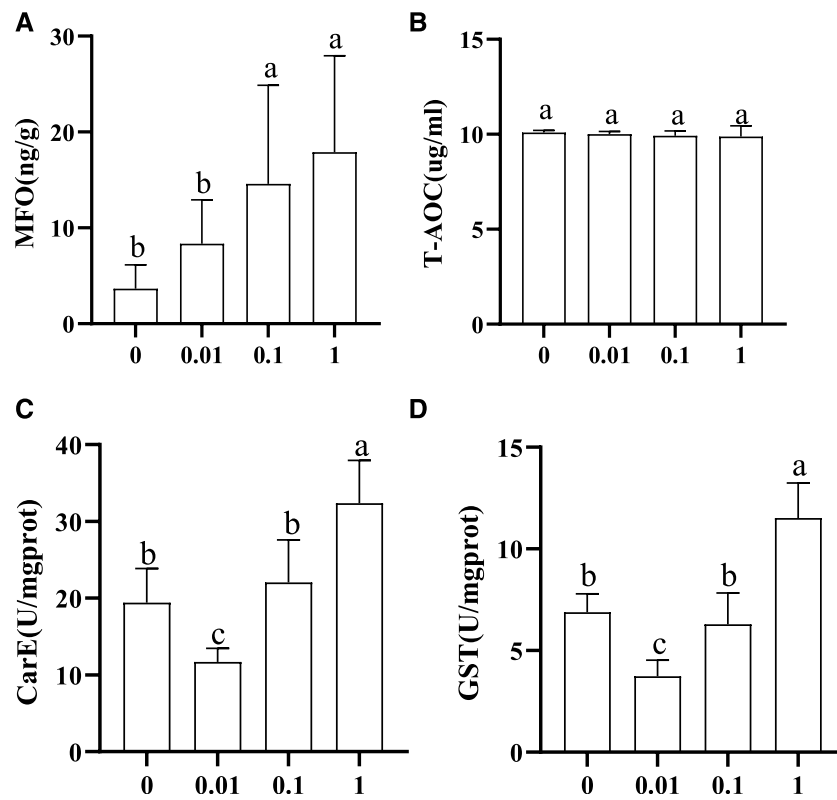 A
MFO(ng/g)
30
20
10
0
b
b
a
a
0 0.01 0.1 1
B
T-AOC(ug/ml)
15
10
5
0
a a a a
0 0.01 0.1 1
C
CarE(U/mgprot)
40
30
20
10
0
b
c
b
a
0 0.01 0.1 1
D
GST(U/mgprot)
15
10
5
0
b
c
b
a
0 0.01 0.1 1